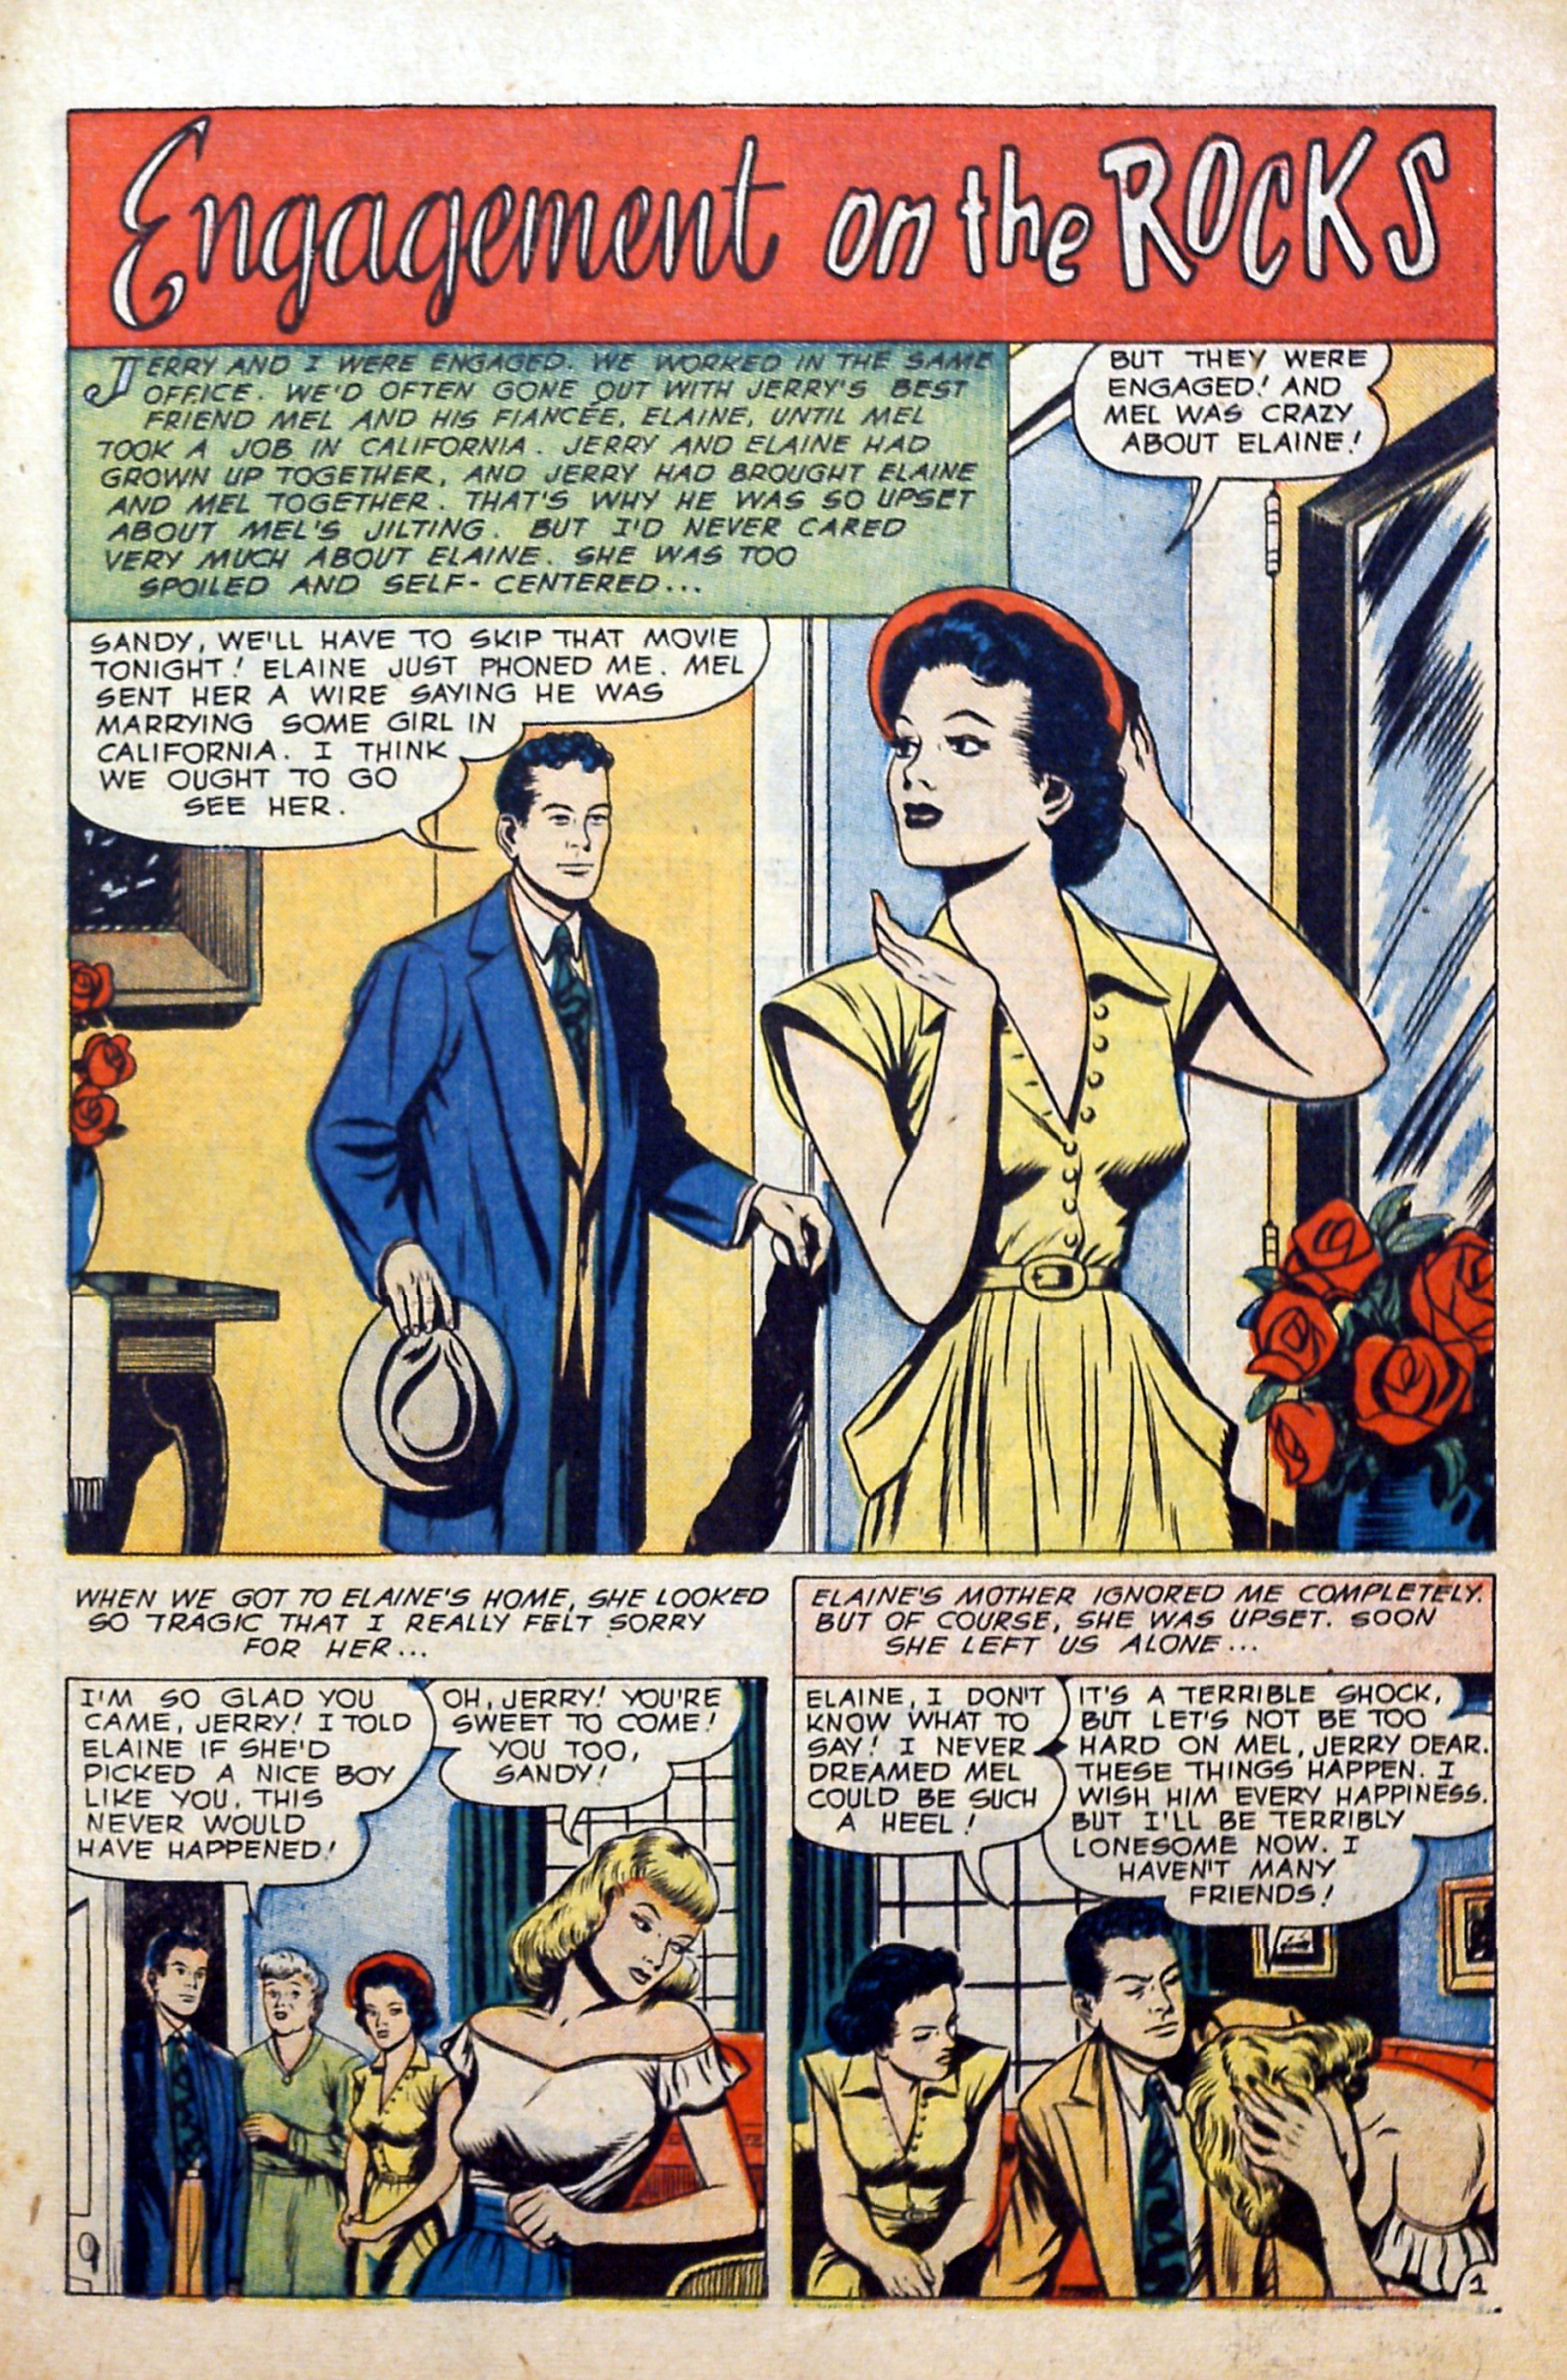 Engagement on the ROCKS
JERRY AND I WERE ENGAGED. WE WORKED IN THE SAME
OFFICE. WE'D OFTEN GONE OUT WITH JERRY'S BEST
FRIEND MEL AND HIS FIANCÉE, ELAINE, UNTIL MEL
TOOK A JOB IN CALIFORNIA. JERRY AND ELAINE HAD
GROWN UP TOGETHER, AND JERRY HAD BROUGHT ELAINE
AND MEL TOGETHER. THAT'S WHY HE WAS SO UPSET
ABOUT MEL'S JILTING. BUT I'D NEVER CARED
VERY MUCH ABOUT ELAINE. SHE WAS TOO
SPOILED AND SELF-CENTERED...
SANDY, WE'LL HAVE TO SKIP THAT MOVIE
TONIGHT! ELAINE JUST PHONED ME. MEL
SENT HER A WIRE SAYING HE WAS
MARRYING SOME GIRL IN
CALIFORNIA. I THINK
WE OUGHT TO GO
SEE HER.
BUT THEY WERE
ENGAGED! AND
MEL WAS CRAZY
ABOUT ELAINE!
WHEN WE GOT TO ELAINE'S HOME, SHE LOOKED
SO TRAGIC THAT I REALLY FELT SORRY
FOR HER...
I'M SO GLAD YOU
CAME, JERRY! I TOLD
ELAINE IF SHE'D
PICKED A NICE BOY
LIKE YOU, THIS
NEVER WOULD
HAVE HAPPENED!
OH, JERRY! YOU'RE
SWEET TO COME!
YOU TOO,
SANDY!
ELAINE'S MOTHER IGNORED ME COMPLETELY.
BUT OF COURSE, SHE WAS UPSET. SOON
SHE LEFT US ALONE...
ELAINE, I DON'T
KNOW WHAT TO
SAY! I NEVER
DREAMED MEL
COULD BE SUCH
A HEEL!
IT'S A TERRIBLE SHOCK,
BUT LET'S NOT BE TOO
HARD ON MEL, JERRY DEAR.
THESE THINGS HAPPEN. I
WISH HIM EVERY HAPPINESS.
BUT I'LL BE TERRIBLY
LONESOME NOW. I
HAVEN'T MANY
FRIENDS!
1